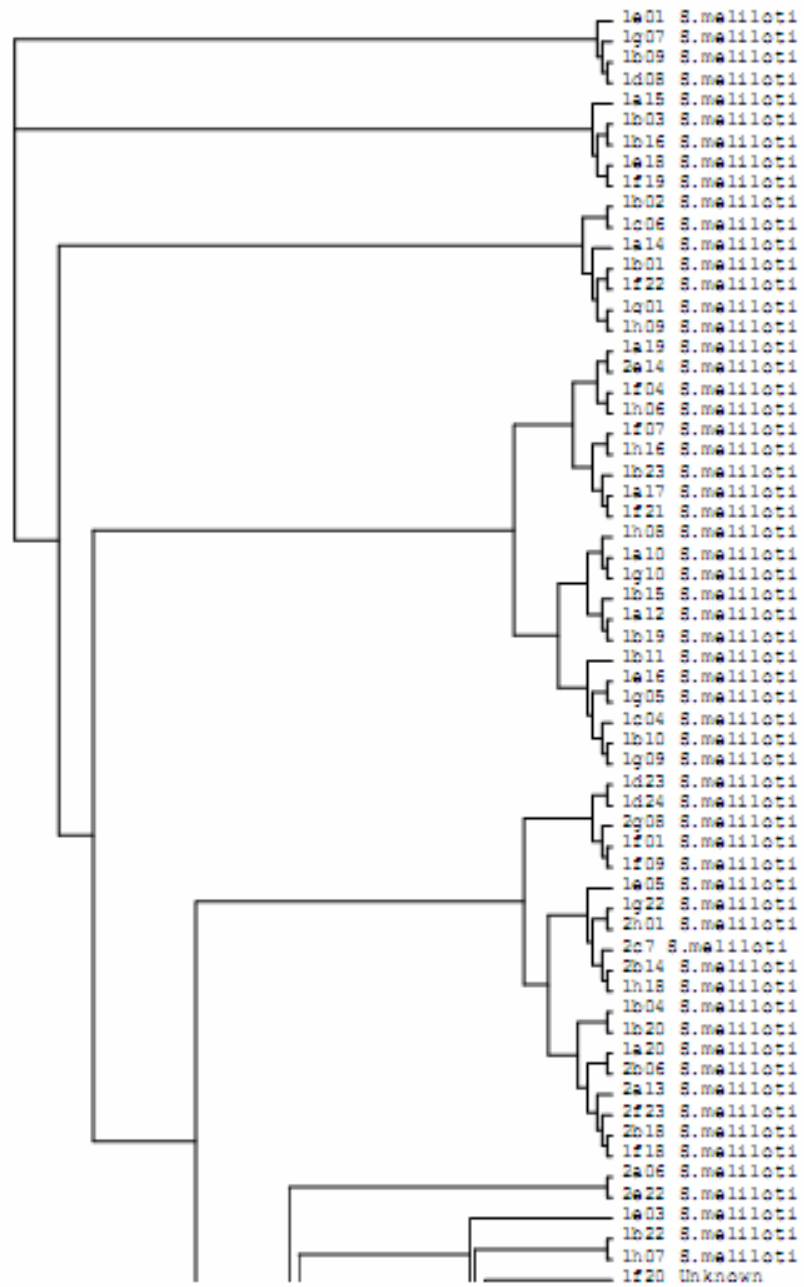 1e01 S.meliloti
1g07 S.meliloti
1b09 S.meliloti
1d08 S.meliloti
1a15 S.meliloti
1b03 S.meliloti
1b16 S.meliloti
1e18 S.meliloti
1f19 S.meliloti
1b02 S.meliloti
1c06 S.meliloti
1a14 S.meliloti
1b01 S.meliloti
1f22 S.meliloti
1g01 S.meliloti
1h09 S.meliloti
1a19 S.meliloti
2e14 S.meliloti
1f04 S.meliloti
1h06 S.meliloti
1f07 S.meliloti
1h16 S.meliloti
1b23 S.meliloti
1a17 S.meliloti
1f21 S.meliloti
1h08 S.meliloti
1a10 S.meliloti
1g10 S.meliloti
1b15 S.meliloti
1a12 S.meliloti
1b19 S.meliloti
1b11 S.meliloti
1e16 S.meliloti
1g05 S.meliloti
1c04 S.meliloti
1b10 S.meliloti
1g09 S.meliloti
1d23 S.meliloti
1d24 S.meliloti
2g08 S.meliloti
1f01 S.meliloti
1f09 S.meliloti
1e05 S.meliloti
1g22 S.meliloti
2h01 S.meliloti
2c7 S.meliloti
2b14 S.meliloti
1h18 S.meliloti
1b04 S.meliloti
1b20 S.meliloti
1a20 S.meliloti
2b06 S.meliloti
2a13 S.meliloti
2f23 S.meliloti
2b18 S.meliloti
1f18 S.meliloti
2a06 S.meliloti
2e22 S.meliloti
1e03 S.meliloti
1b22 S.meliloti
1h07 S.meliloti
1f20 Unknown